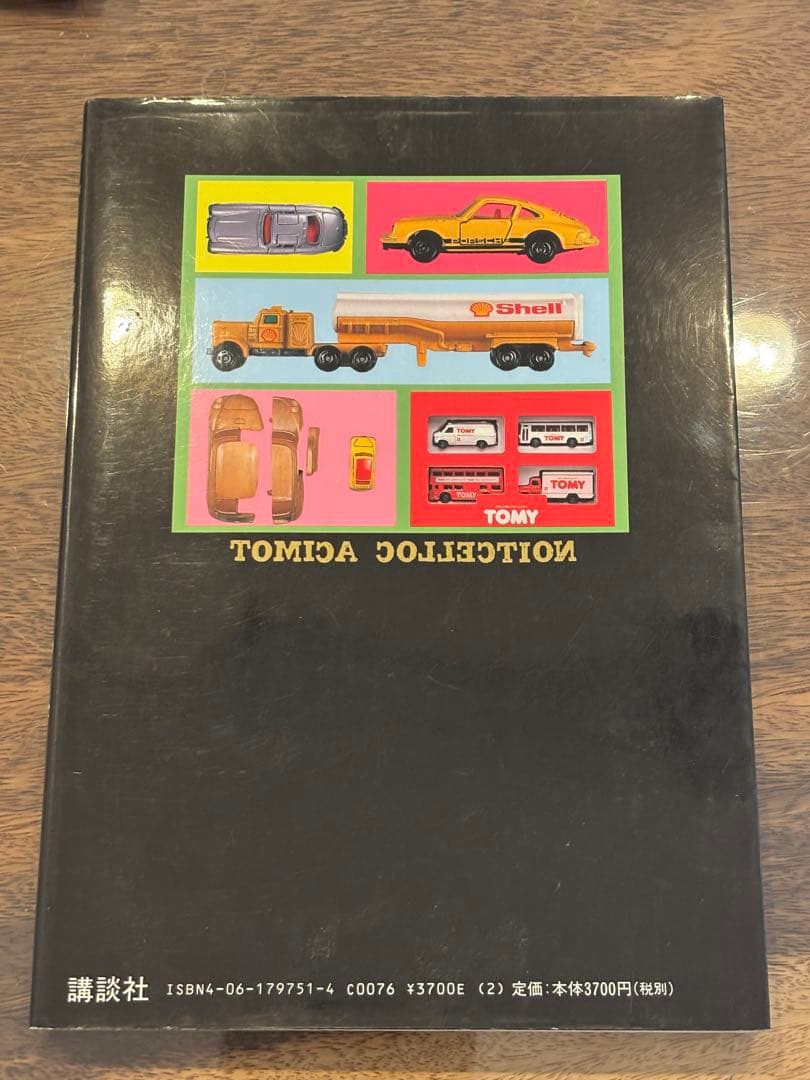 PORSCHE
Shell
TOMY
TOMY
TOMY
TOMY
TOMY
TOMICA COLLECTION
講談社 ISBN4-06-179751-4 C0076 ¥3700E (2) 定価:本体3700円(税別)